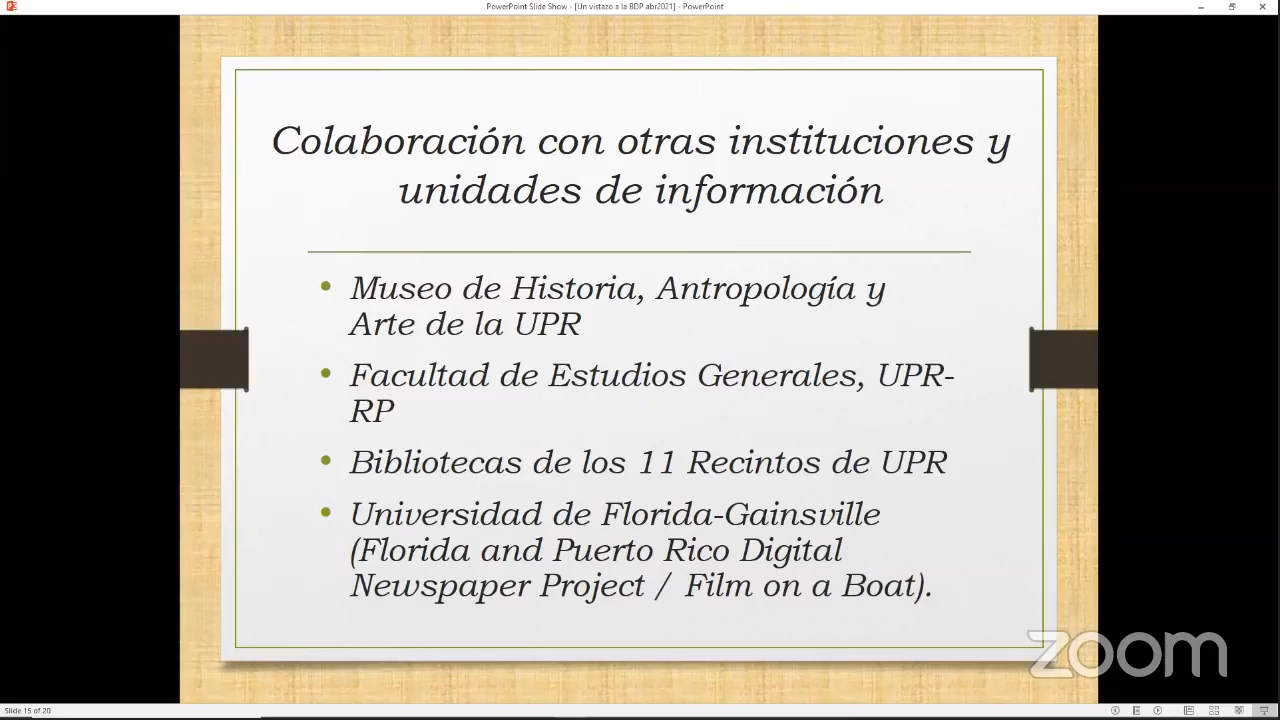 PowerPoint Slide Show - [Un vistazo a la BDP abr2021] - PowerPoint
Colaboración con otras instituciones y
unidades de información
• Museo de Historia, Antropología y
Arte de la UPR
• Facultad de Estudios Generales, UPR-
RP
• Bibliotecas de los 11 Recintos de UPR
• Universidad de Florida-Gainsville
(Florida and Puerto Rico Digital
Newspaper Project / Film on a Boat).
zoom
Slide 15 of 20